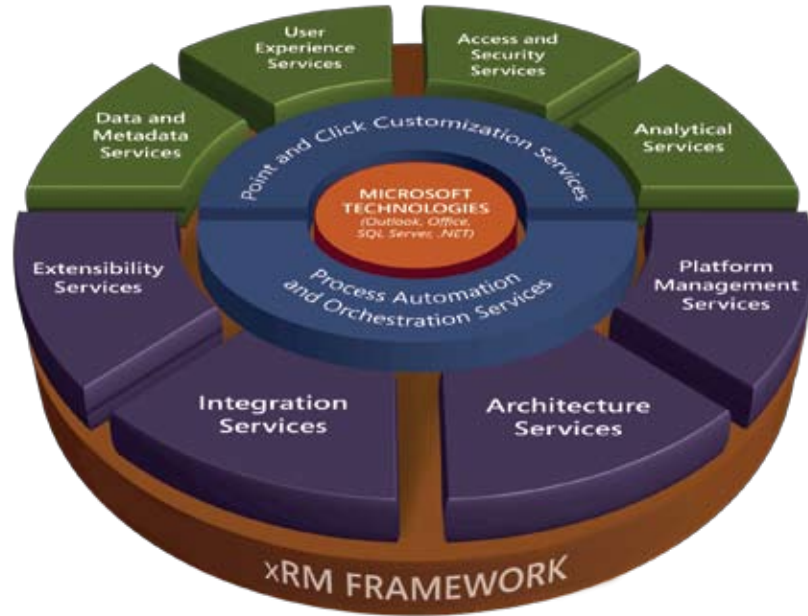 User
Experience
Services
Access and
Security
Services
Data and
Metadata
Services
Analytical
Services
Point and Click Customization Services
MICROSOFT
TECHNOLOGIES
(Outlook, Office,
SQL Server, .NET)
Process Automation
and Orchestration Services
Extensibility
Services
Platform
Management
Services
Integration
Services
Architecture
Services
xRM FRAMEWORK